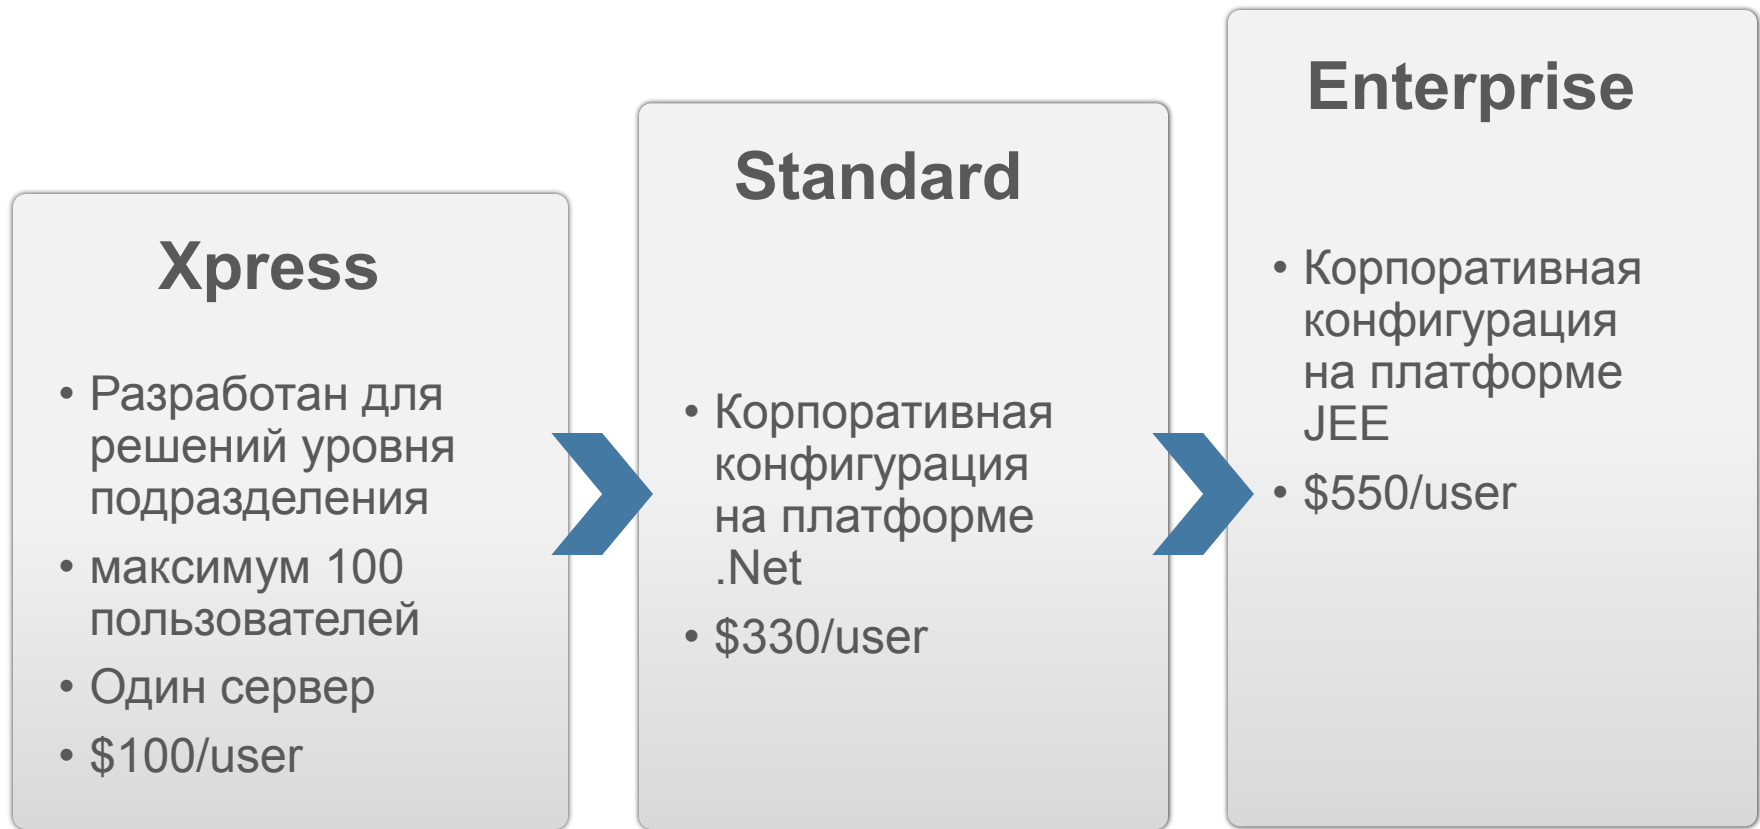 Xpress
• Разработан для
решений уровня
подразделения
• максимум 100
пользователей
• Один сервер
• $100/user
Standard
• Корпоративная
конфигурация
на платформе
.Net
• $330/user
Enterprise
• Корпоративная
конфигурация
на платформе
JEE
• $550/user